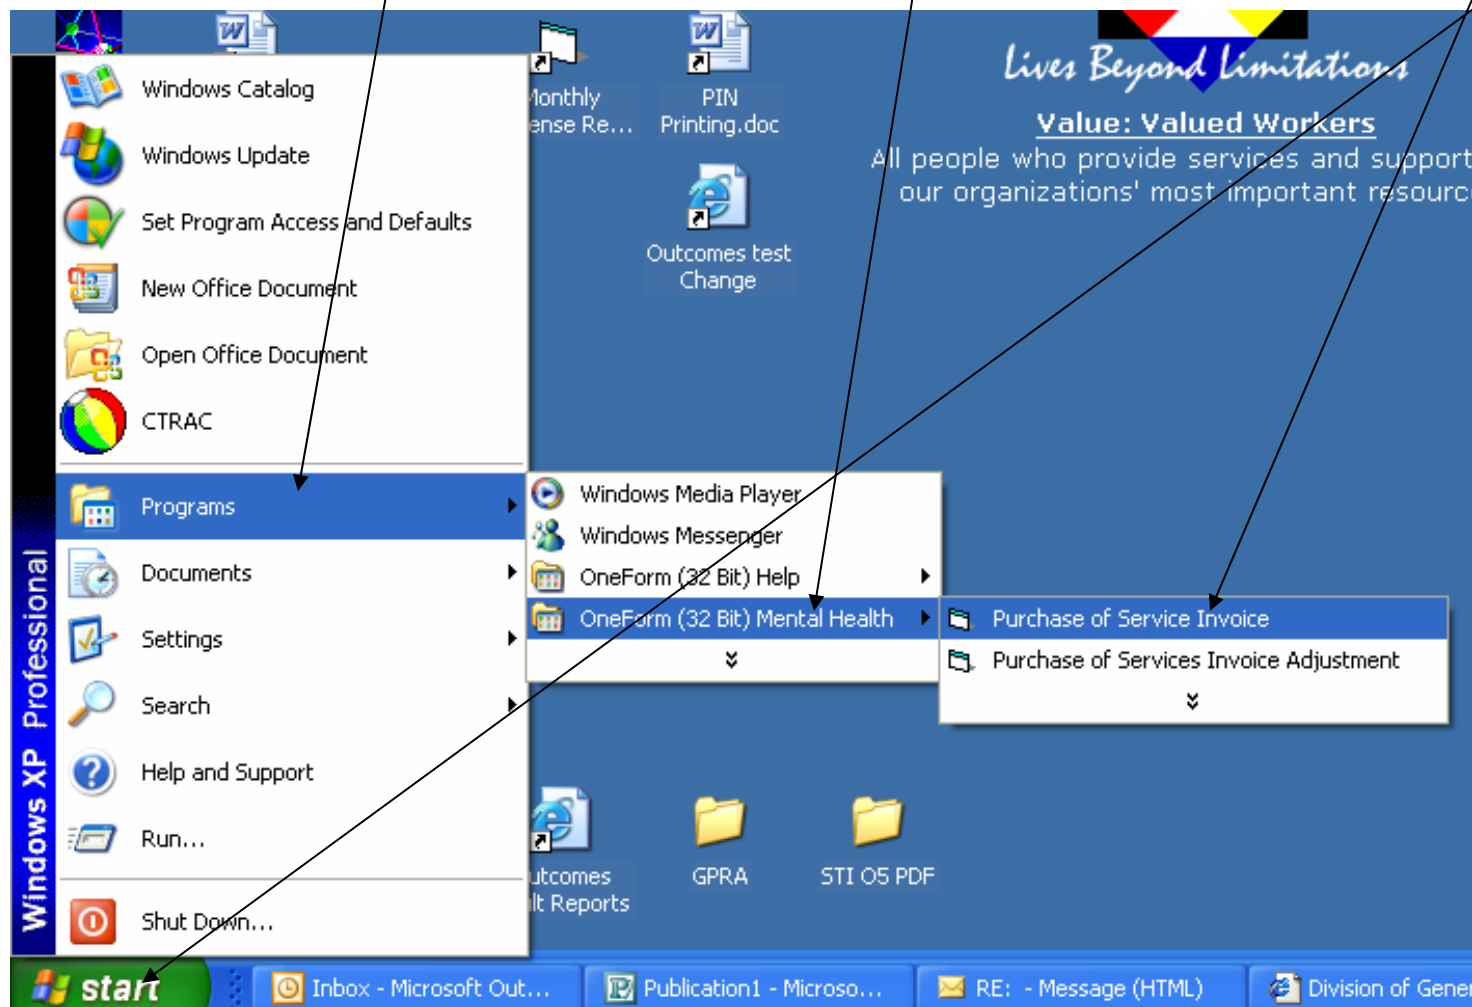 Lives Beyond Limitations
Value: Valued Workers
All people who provide services and support
our organizations' most important
PIN
Printing.doc
Outcomes test
Change
Windows Catalog
Windows Update
Set Program Access and Defaults
New Office Document
Open Office Document
CTRAC
Programs
Documents
Settings
Search
Help and Support
Run...
Shut Down...
Windows XP Professional
Windows Media Player
Windows Messenger
OneForm (32 Bit) Help
OneForm (32 Bit) Mental Health
Purchase of Service Invoice
Purchase of Services Invoice Adjustment
Reports
GPRA
STI 05 PDF
start
Inbox - Microsoft Out...
Publication1 - Microso...
RE: - Message (HTML)
Division of Gener